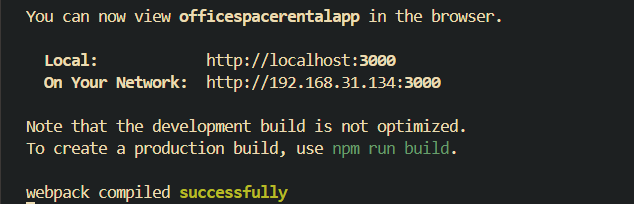 You can now view officespacerentalapp in the browser.
Local: http://localhost:3000
On Your Network: http://192.168.31.134:3000
Note that the development build is not optimized.
To create a production build, use npm run build.
webpack compiled successfully